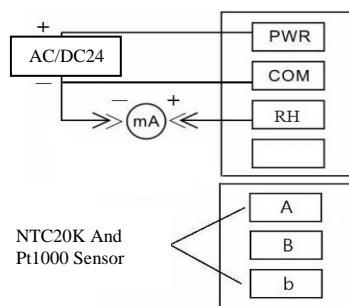 +
PWR
AC/DC24
COM
—
— +
mA
RH
A
NTC20K And
Pt1000 Sensor
B
b